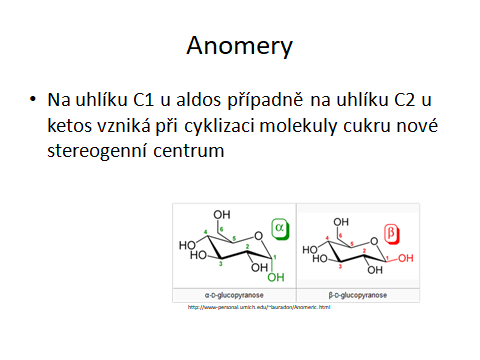 Anomery
• Na uhlíku C1 u aldos případně na uhlíku C2 u
ketos vzniká při cyklizaci molekuly cukru nové
stereogenní centrum
OH
6
4
5
O
α
HO
HO
2
3
1
OH
OH
α-D-glucopyranose
OH
6
4
5
O
β
HO
HO
2
3
1
OH
OH
β-D-glucopyranose
http://www-personal.umich.edu/~lauradon/Anomeric.html